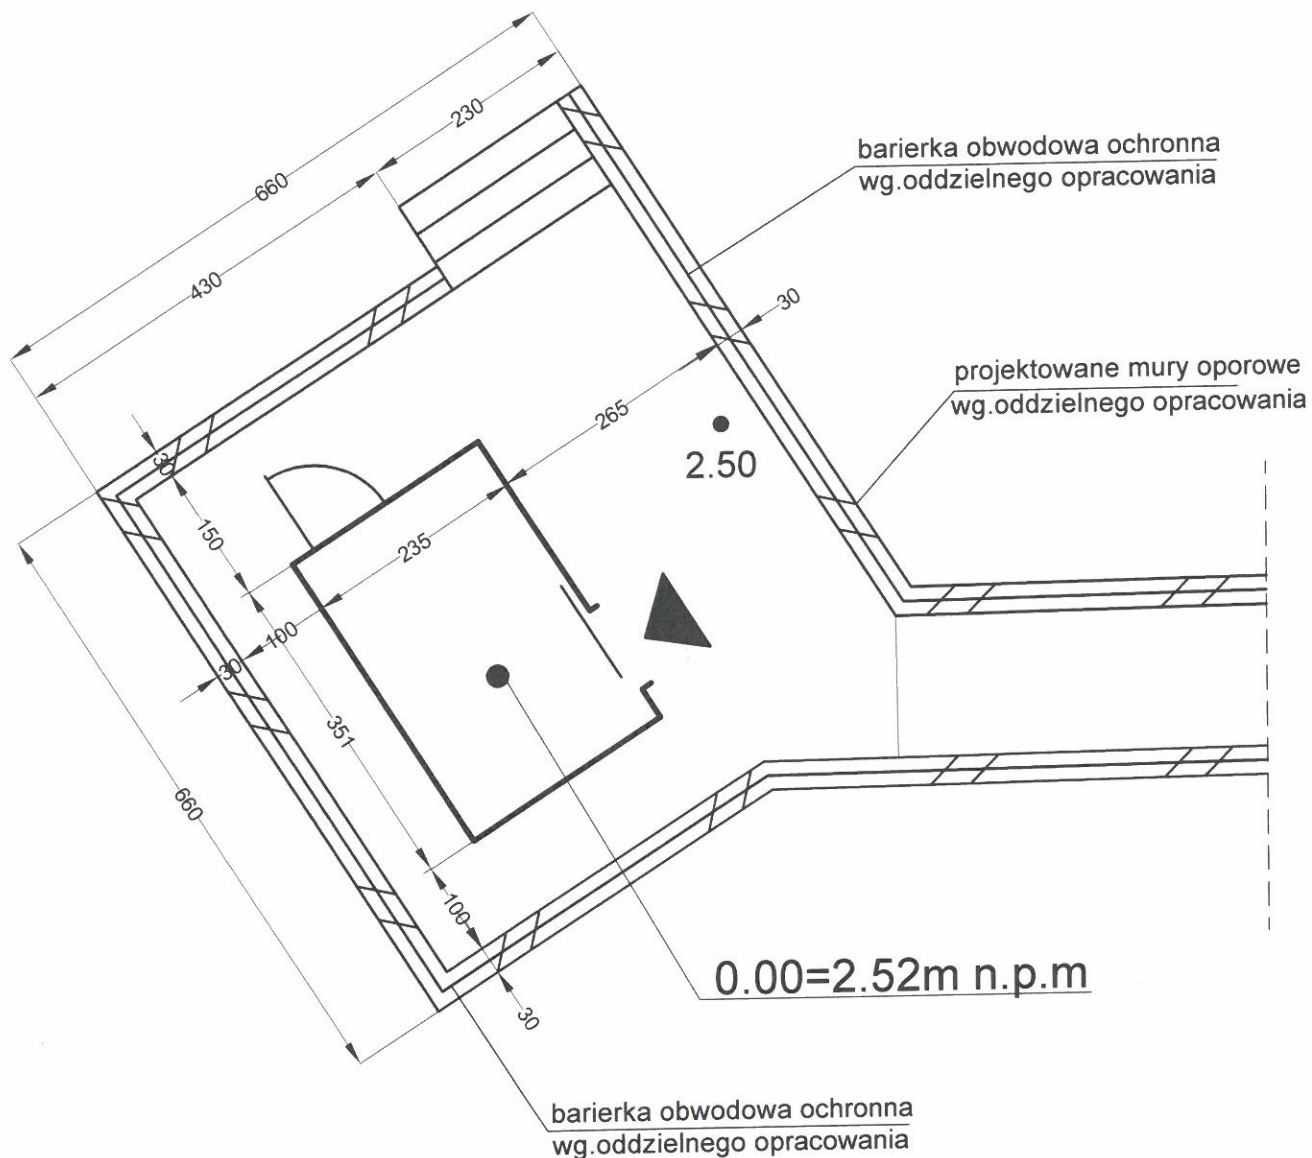 230
660
430
barierka obwodowa ochronna
wg.oddzielnego opracowania
30
projektowane mury oporowe
wg.oddzielnego opracowania
265
2.50
30
150
235
100
30
351
660
100
0.00=2.52m n.p.m
30
barierka obwodowa ochronna
wg.oddzielnego opracowania